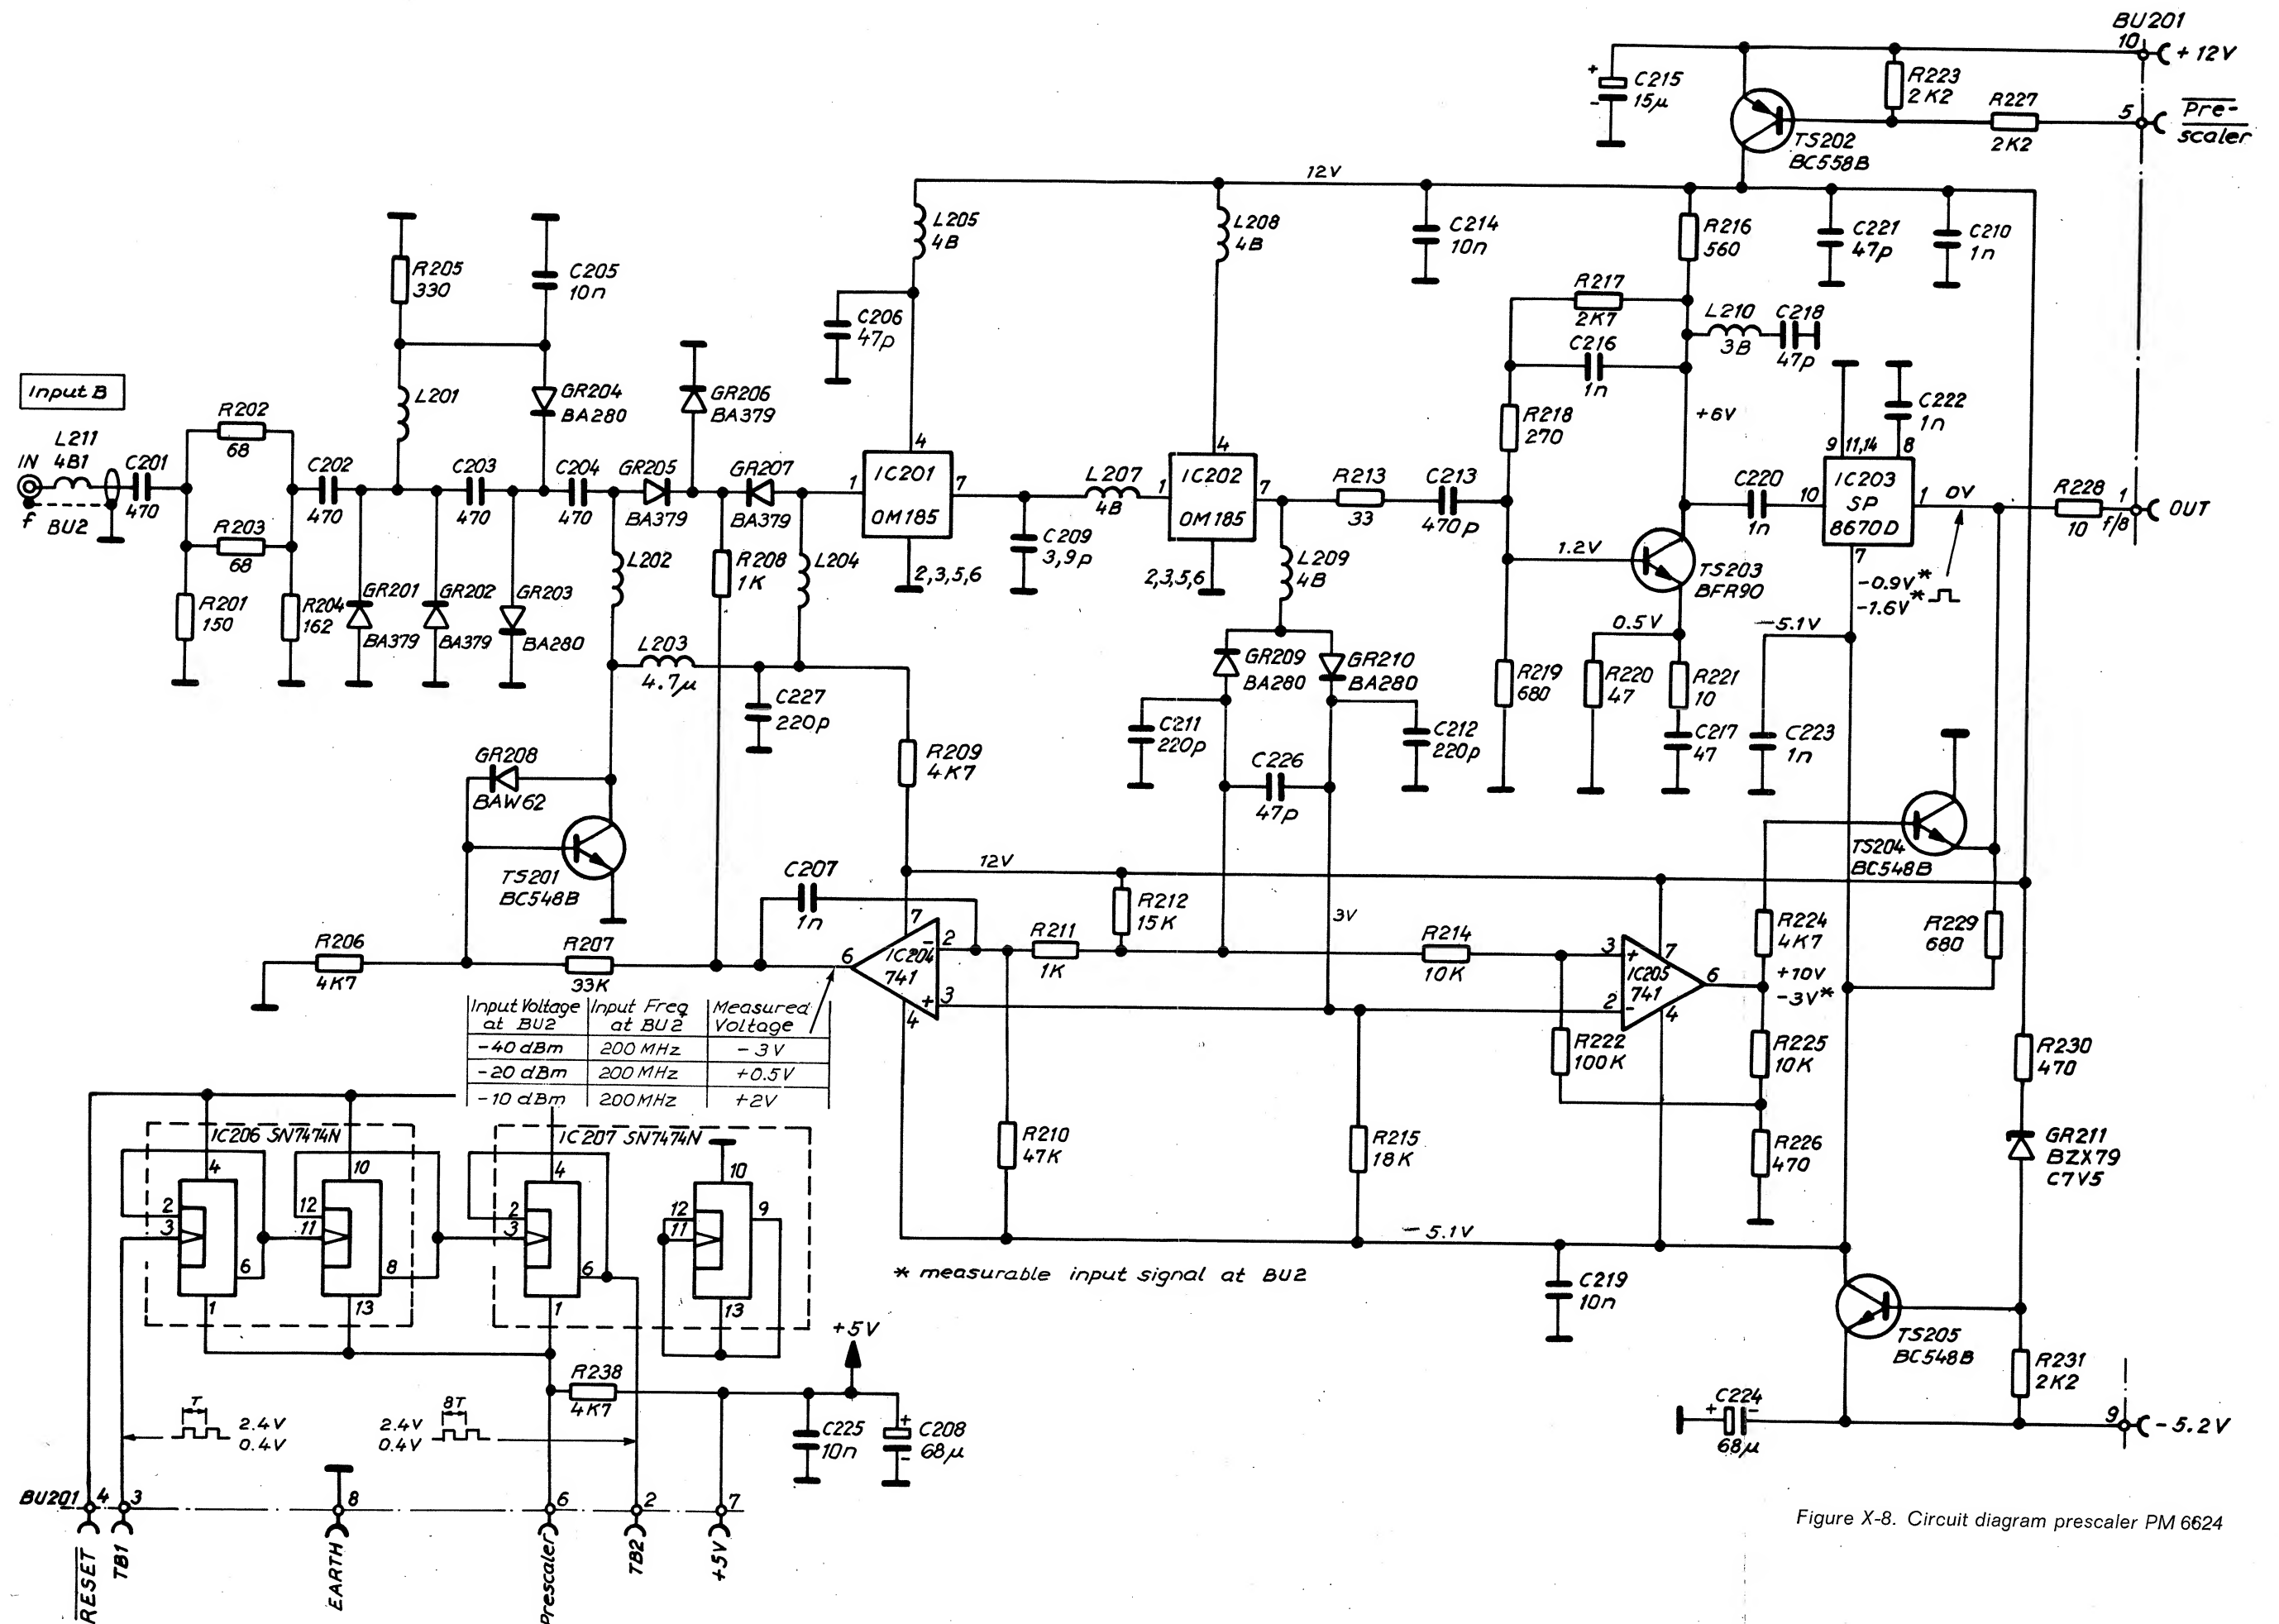 BU201
10
+12V
C215
15µ
+
-
R223
2K2
R227
2K2
5
Pre-
scaler
TS202
BC558B
12V
L205
4B
L208
4B
C214
10n
R216
560
C221
47p
C210
1n
R205
330
C205
10n
C206
47p
R217
2K7
L210
3B
C218
47p
C216
1n
Input B
L201
GR204
BA280
GR206
BA379
R218
270
+6V
C222
1n
9
11,14
8
R202
68
IN
L211
4B1
C201
470
C202
470
C203
470
C204
470
GR205
BA379
GR207
BA379
1
4
IC201
OM185
7
L207
4B
1
4
IC202
OM185
7
R213
33
C213
470p
C220
1n
10
IC203
SP
8670D
1
0V
R228
10
1
f/8
OUT
f
BU2
R203
68
R201
150
R204
162
GR201
BA379
GR202
BA379
GR203
BA280
L202
R208
1K
L204
2,3,5,6
C209
3,9p
2,3,5,6
L209
4B
1.2V
TS203
BFR90
7
-0.9V*
-1.6V*
0.5V
-5.1V
L203
4.7µ
C227
220p
GR209
BA280
GR210
BA280
R219
680
R220
47
R221
10
C211
220p
C212
220p
C217
47
C223
1n
R209
4K7
C226
47p
GR208
BAW62
TS201
BC548B
TS204
BC548B
12V
C207
1n
R212
15K
3V
R206
4K7
R207
33K
6
7
-
2
IC204
741
+
3
4
R211
1K
R214
10K
3
+
7
IC205
741
6
2
-
4
R224
4K7
+10V
-3V*
R229
680
Input Voltage at BU2 | Input Freq at BU2 | Measured Voltage
-40 dBm | 200 MHz | -3V
-20 dBm | 200 MHz | +0.5V
-10 dBm | 200 MHz | +2V
R222
100K
R225
10K
R230
470
R210
47K
R215
18K
R226
470
GR211
BZX79
C7V5
IC206 SN7474N
4
2
3
6
1
10
12
11
8
13
IC207 SN7474N
4
2
3
6
1
10
12
11
9
13
-5.1V
* measurable input signal at BU2
C219
10n
TS205
BC548B
R231
2K2
+5V
R238
4K7
C225
10n
+
-
C208
68µ
T
2.4V
0.4V
8T
2.4V
0.4V
C224
+
-
68µ
9
-5.2V
BU201
4
3
8
6
2
7
RESET
TB1
EARTH
Prescaler
TB2
+5V
Figure X-8. Circuit diagram prescaler PM 6624